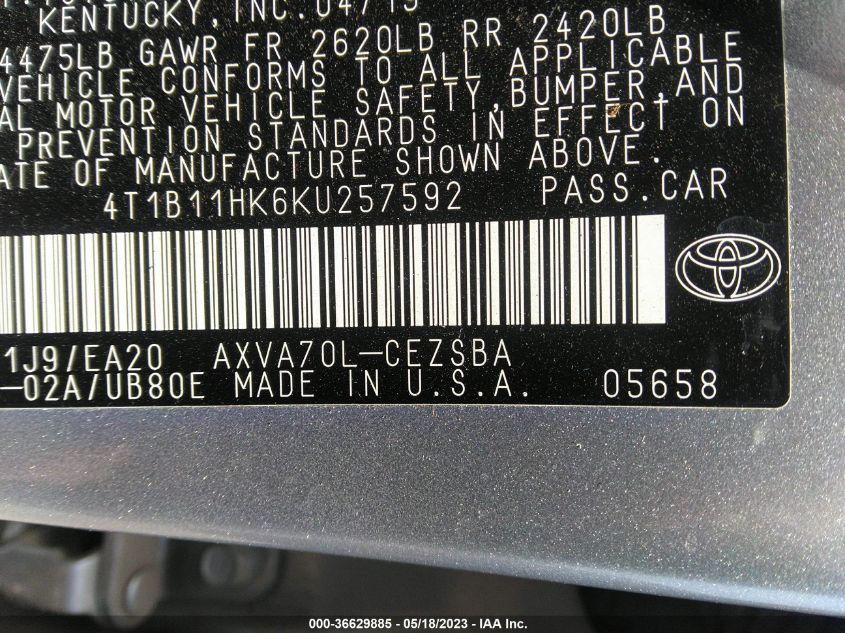 KENTUCKY, INC. 04/19
4475LB GAWR FR 2620LB RR 2420LB
VEHICLE CONFORMS TO ALL APPLICABLE
AL MOTOR VEHICLE SAFETY, BUMPER, AND
PREVENTION STANDARDS IN EFFECT ON
ATE OF MANUFACTURE SHOWN ABOVE.
4T1B11HK6KU257592 PASS.CAR
1J9/EA20 AXVA70L-CEZSBA
-02A/UB80E MADE IN U.S.A. 05658
000-36629885 - 05/18/2023 - IAA Inc.